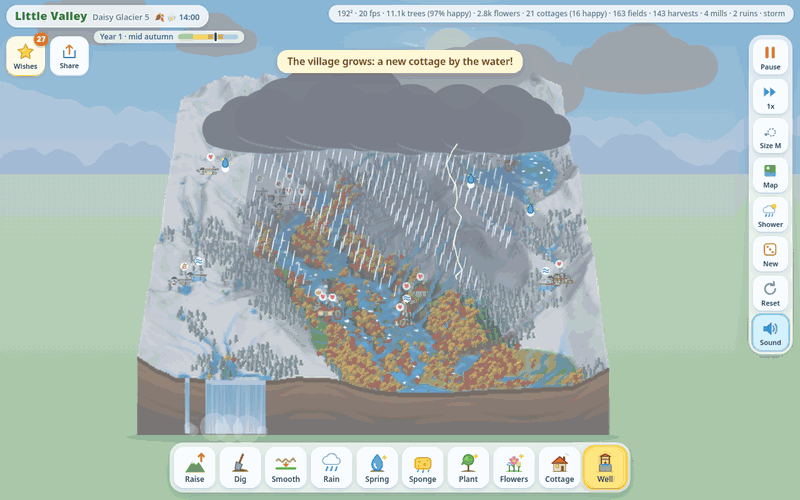 Little Valley Daisy Glacier 5 14:00
192² · 20 fps · 11.1k trees (97% happy) · 2.8k flowers · 21 cottages (16 happy) · 163 fields · 143 harvests · 4 mills · 2 ruins · storm
Year 1 · mid autumn
27
Wishes
Share
The village grows: a new cottage by the water!
Pause
1x
Size M
Map
Shower
New
Reset
Sound
Raise
Dig
Smooth
Rain
Spring
Sponge
Plant
Flowers
Cottage
Well